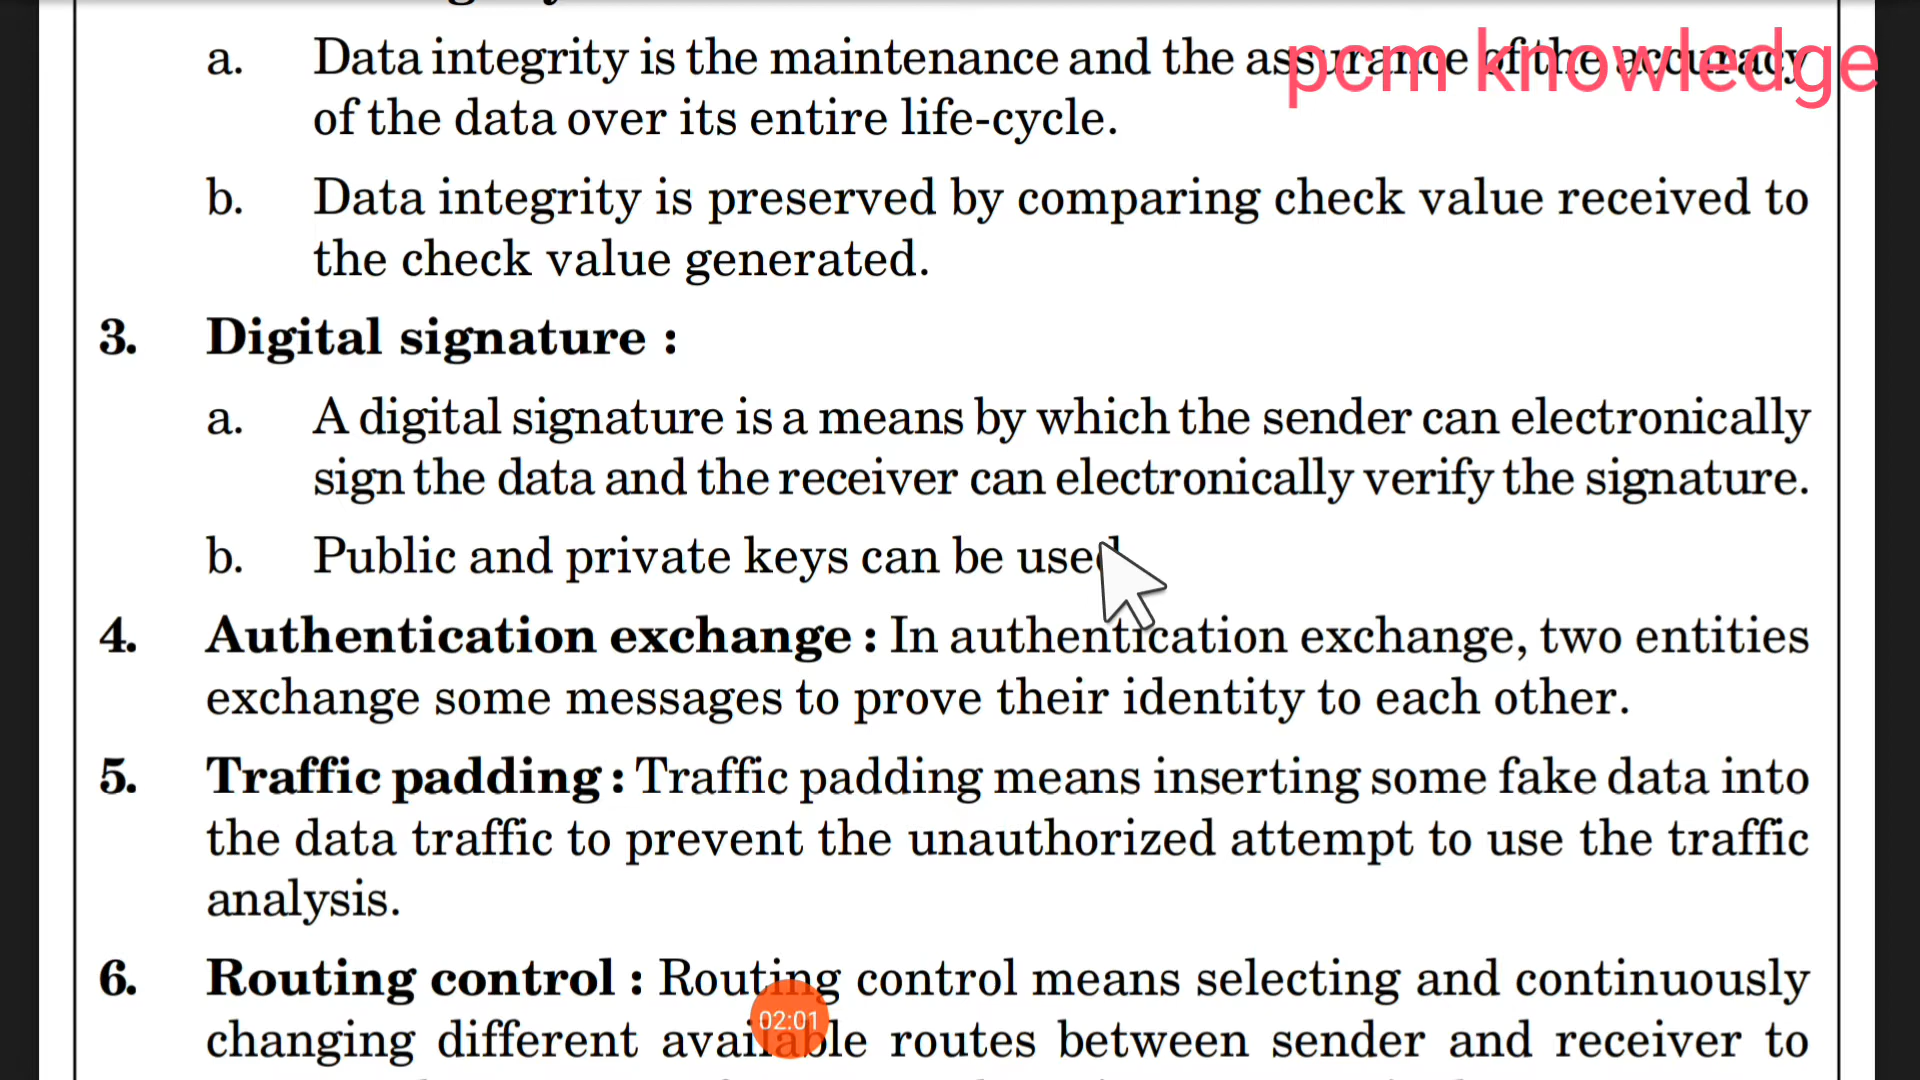 pcm knowledge
a. Data integrity is the maintenance and the assurance of the accuracy
of the data over its entire life-cycle.
b. Data integrity is preserved by comparing check value received to
the check value generated.
3. Digital signature :
a. A digital signature is a means by which the sender can electronically
sign the data and the receiver can electronically verify the signature.
b. Public and private keys can be used
4. Authentication exchange : In authentication exchange, two entities
exchange some messages to prove their identity to each other.
5. Traffic padding : Traffic padding means inserting some fake data into
the data traffic to prevent the unauthorized attempt to use the traffic
analysis.
6. Routing control : Routing control means selecting and continuously
02:01
changing different available routes between sender and receiver to